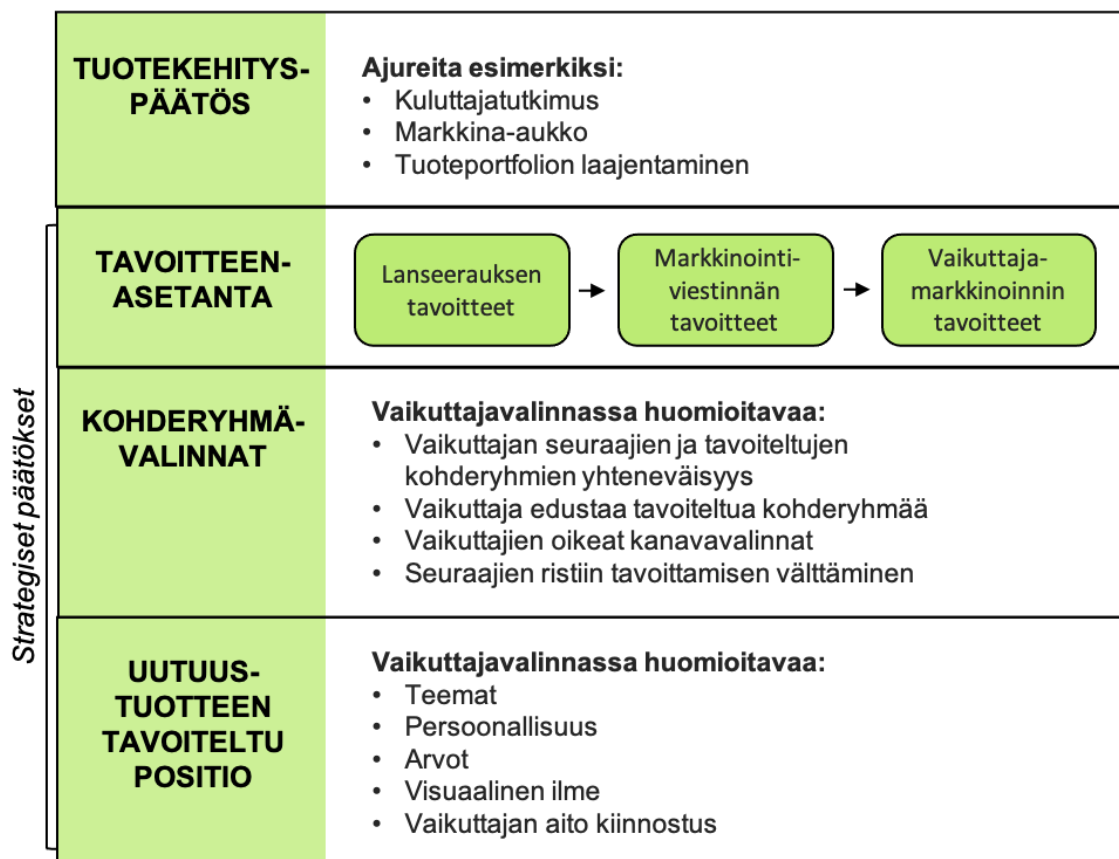 TUOTEKEHITYS-
PÄÄTÖS
Ajureita esimerkiksi:
• Kuluttajatutkimus
• Markkina-aukko
• Tuoteportfolion laajentaminen
Strategiset päätökset
TAVOITTEEN-
ASETANTA
Lanseerauksen
tavoitteet
Markkinointi-
viestinnän
tavoitteet
Vaikuttaja-
markkinoinnin
tavoitteet
KOHDERYHMÄ-
VALINNAT
Vaikuttajavalinnassa huomioitavaa:
• Vaikuttajan seuraajien ja tavoiteltujen
kohderyhmien yhteneväisyys
• Vaikuttaja edustaa tavoiteltua kohderyhmää
• Vaikuttajien oikeat kanavavalinnat
• Seuraajien ristiin tavoittamisen välttäminen
UUTUUS-
TUOTTEEN
TAVOITELTU
POSITIO
Vaikuttajavalinnassa huomioitavaa:
• Teemat
• Persoonallisuus
• Arvot
• Visuaalinen ilme
• Vaikuttajan aito kiinnostus